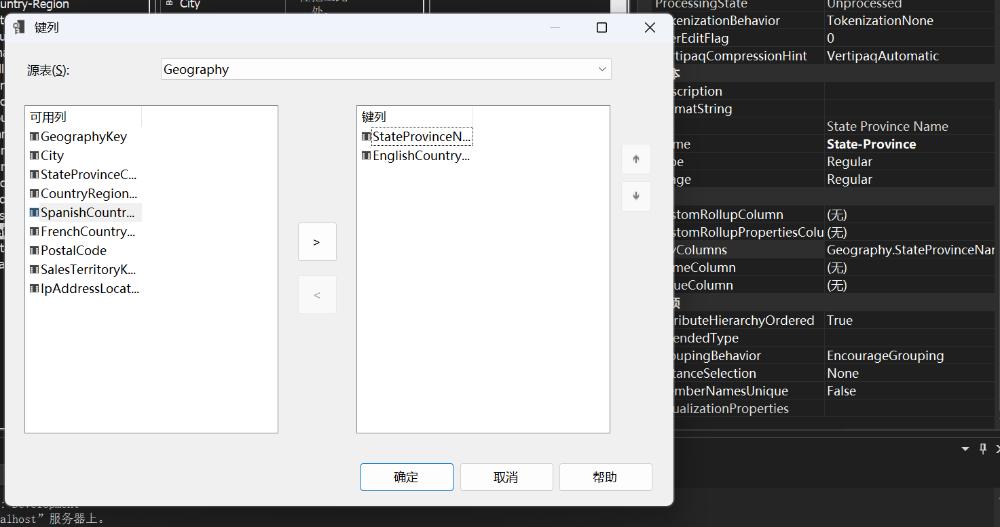 untry-Region
City
处。
键列
源表(S):
Geography
可用列
GeographyKey
City
StateProvinceC...
CountryRegion...
SpanishCountr...
FrenchCountry...
PostalCode
SalesTerritoryK...
IpAddressLocat...
>
<
键列
StateProvinceN...
EnglishCountry...
确定
取消
帮助
ProcessingState Unprocessed
okenizationBehavior TokenizationNone
erEditFlag 0
rtipaqCompressionHint VertipaqAutomatic
本
scription
rmatString
State Province Name
me State-Province
pe Regular
age Regular
stomRollupColumn (无)
stomRollupPropertiesColu (无)
yColumns Geography.StateProvinceNar
meColumn (无)
ueColumn (无)
项
tributeHierarchyOrdered True
endedType
oupingBehavior EncourageGrouping
tanceSelection None
mberNamesUnique False
ualizationProperties
: Development
alhost”服务器上。